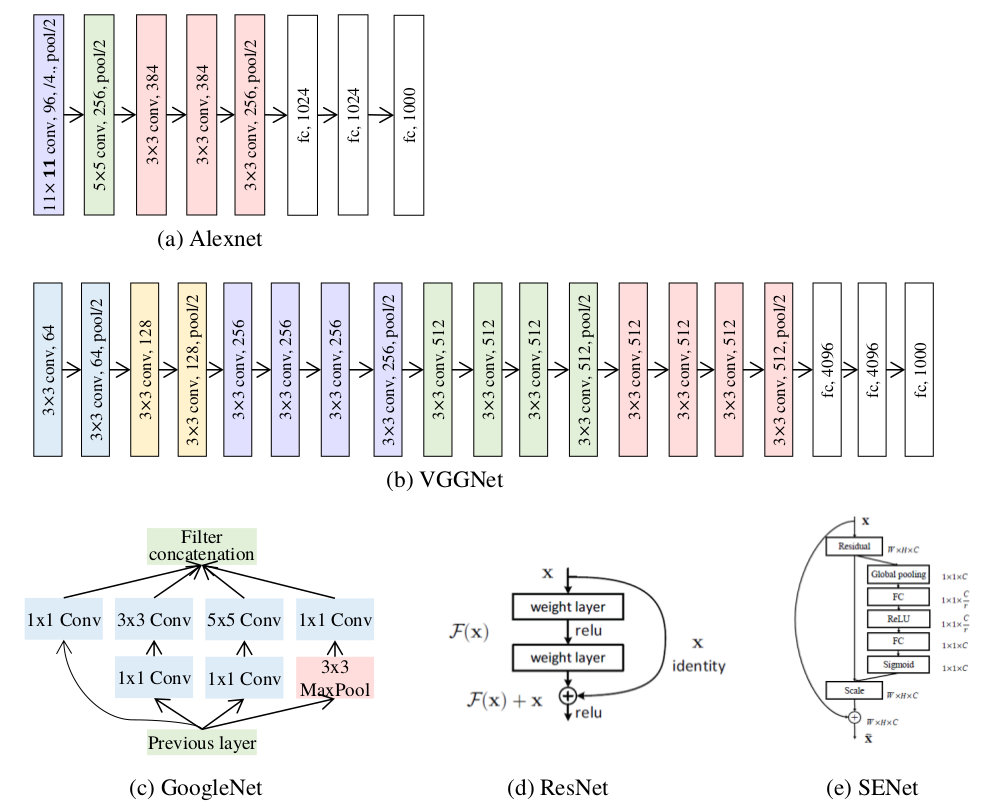 11×11 conv, 96, /4., pool/2
5×5 conv, 256, pool/2
3×3 conv, 384
3×3 conv, 384
3×3 conv, 256, pool/2
fc, 1024
fc, 1024
fc, 1000
(a) Alexnet
3×3 conv, 64
3×3 conv, 64, pool/2
3×3 conv, 128
3×3 conv, 128, pool/2
3×3 conv, 256
3×3 conv, 256
3×3 conv, 256
3×3 conv, 256, pool/2
3×3 conv, 512
3×3 conv, 512
3×3 conv, 512
3×3 conv, 512, pool/2
3×3 conv, 512
3×3 conv, 512
3×3 conv, 512
3×3 conv, 512, pool/2
fc, 4096
fc, 4096
fc, 1000
(b) VGGNet
Filter
concatenation
1x1 Conv
3x3 Conv
5x5 Conv
1x1 Conv
1x1 Conv
1x1 Conv
3x3
MaxPool
Previous layer
(c) GoogleNet
x
weight layer
F(x)
relu
weight layer
x
identity
F(x) + x
+
relu
(d) ResNet
x
Residual
W×H×C
Global pooling
1×1×C
FC
1×1×C/r
ReLU
1×1×C/r
FC
1×1×C
Sigmoid
1×1×C
Scale
W×H×C
+
W×H×C
x̃
(e) SENet